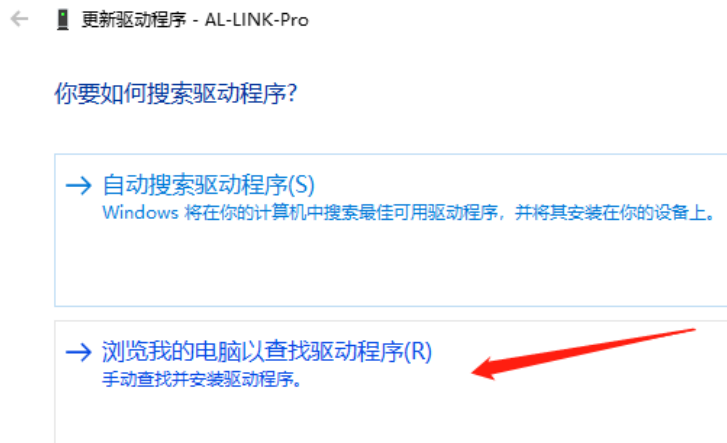 更新驱动程序 - AL-LINK-Pro
你要如何搜索驱动程序?
自动搜索驱动程序(S)
Windows 将在你的计算机中搜索最佳可用驱动程序，并将其安装在你的设备上。
浏览我的电脑以查找驱动程序(R)
手动查找并安装驱动程序。